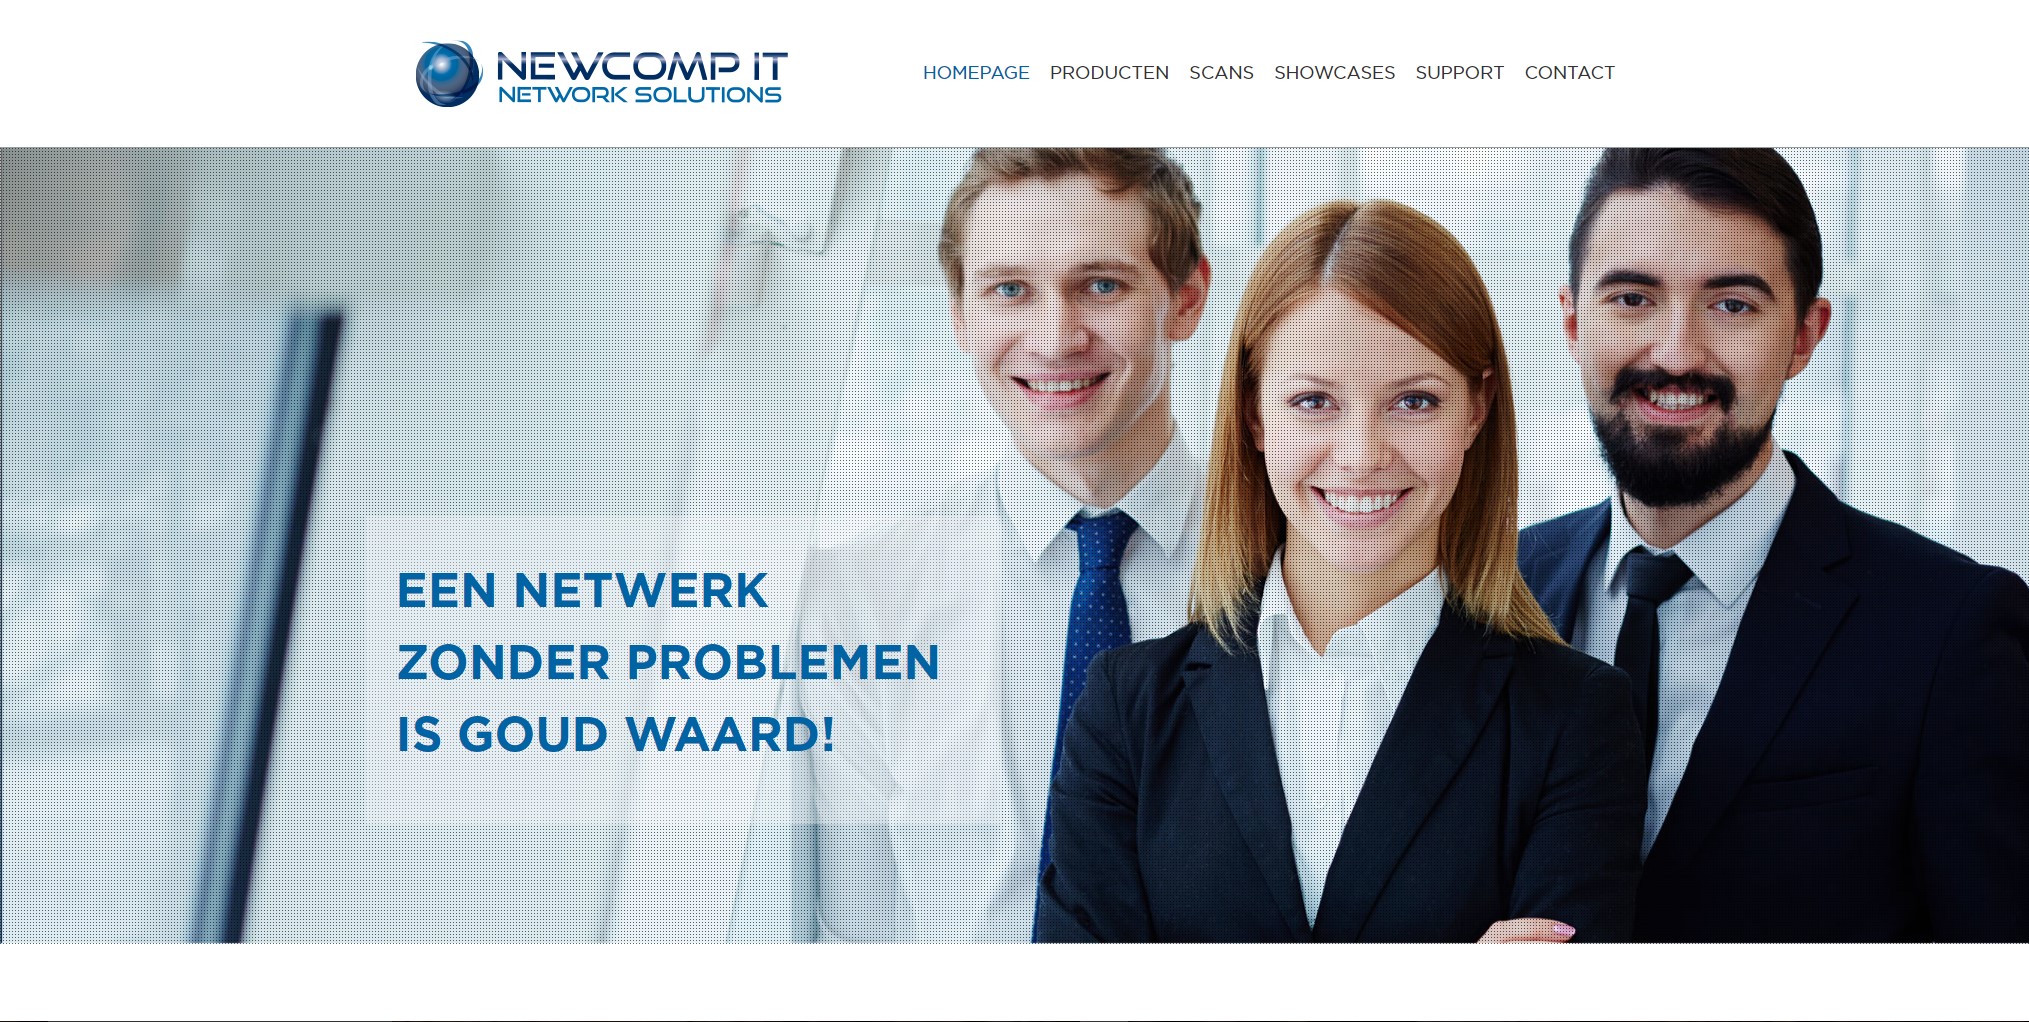 NEWCOMP IT
NETWORK SOLUTIONS
HOMEPAGE PRODUCTEN SCANS SHOWCASES SUPPORT CONTACT
EEN NETWERK
ZONDER PROBLEMEN
IS GOUD WAARD!